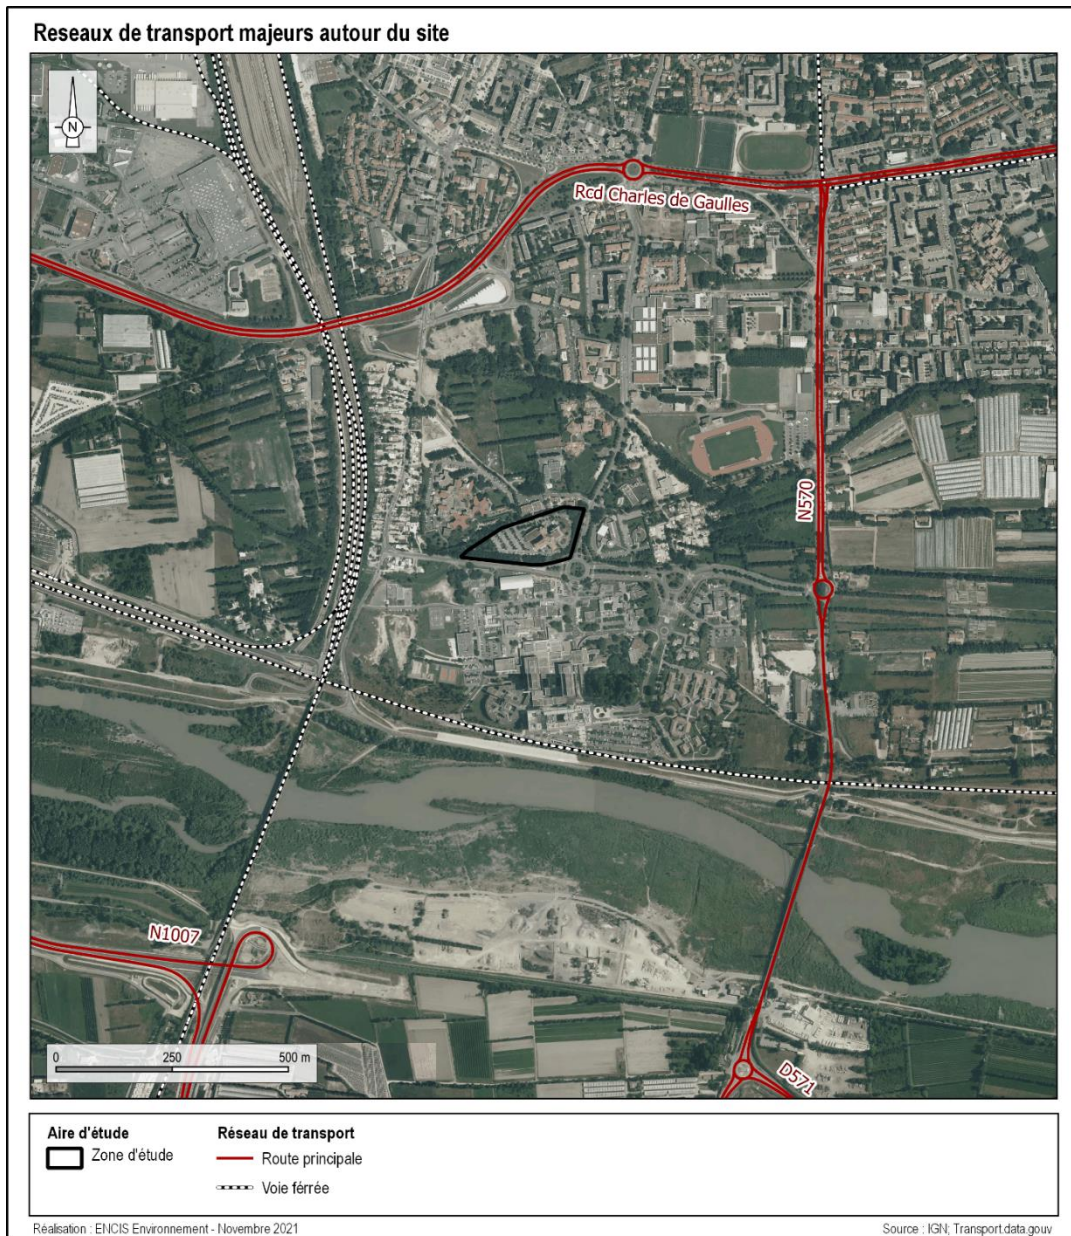 Reseaux de transport majeurs autour du site
N
Rcd Charles de Gaulles
N570
N1007
D571
0 250 500 m
Aire d'étude
Zone d'étude
Réseau de transport
Route principale
Voie férrée
Réalisation : ENCIS Environnement - Novembre 2021
Source : IGN; Transport.data.gouv